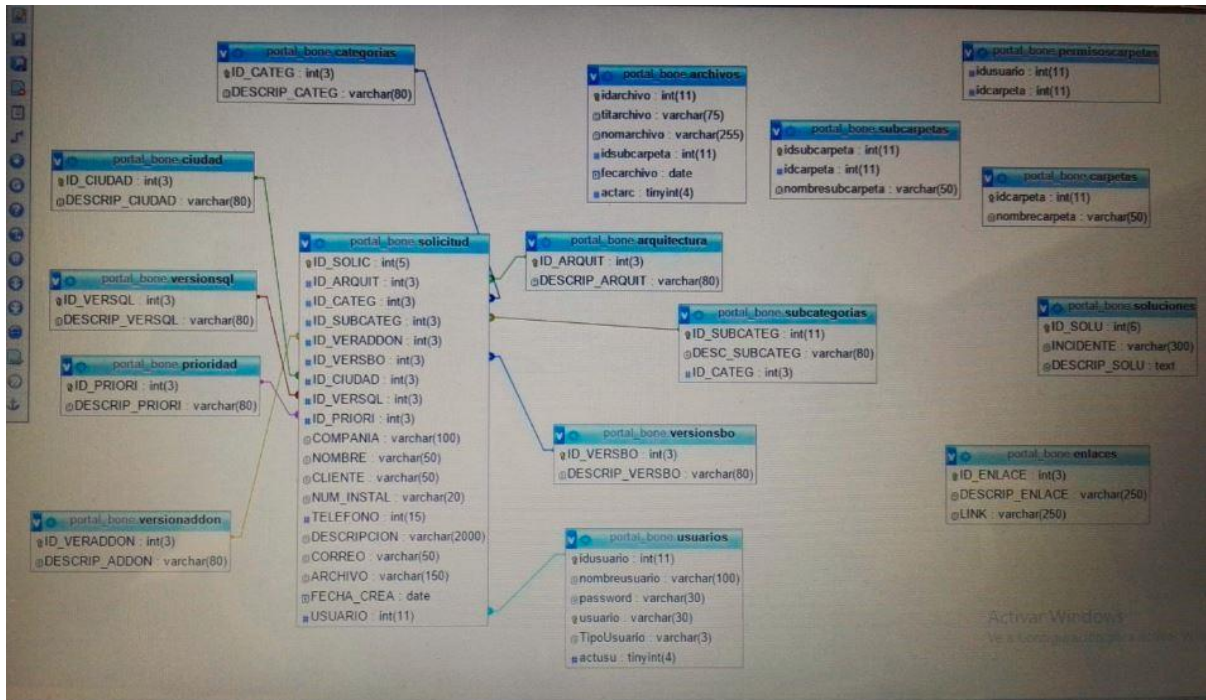 portal_bone categorias
ID_CATEG : int(3)
DESCRIP_CATEG : varchar(80)
portal_bone archivos
idarchivo : int(11)
titarchivo : varchar(75)
nomarchivo : varchar(255)
idsubcarpeta : int(11)
fecarchivo : date
actarc : tinyint(4)
portal_bone permisoscarpetas
idusuario : int(11)
idcarpeta : int(11)
portal_bone subcarpetas
idsubcarpeta : int(11)
idcarpeta : int(11)
nombresubcarpeta : varchar(50)
portal_bone carpetas
idcarpeta : int(11)
nombrecarpeta : varchar(50)
portal_bone ciudad
ID_CIUDAD : int(3)
DESCRIP_CIUDAD : varchar(80)
portal_bone solicitud
ID_SOLIC : int(5)
ID_ARQUIT : int(3)
ID_CATEG : int(3)
ID_SUBCATEG : int(3)
ID_VERADDON : int(3)
ID_VERSBO : int(3)
ID_CIUDAD : int(3)
ID_VERSQL : int(3)
ID_PRIORI : int(3)
COMPANIA : varchar(100)
NOMBRE : varchar(50)
CLIENTE : varchar(50)
NUM_INSTAL : varchar(20)
TELEFONO : int(15)
DESCRIPCION : varchar(2000)
CORREO : varchar(50)
ARCHIVO : varchar(150)
FECHA_CREA : date
USUARIO : int(11)
portal_bone arquitectura
ID_ARQUIT : int(3)
DESCRIP_ARQUIT : varchar(80)
portal_bone versionsql
ID_VERSQL : int(3)
DESCRIP_VERSQL : varchar(80)
portal_bone subcategorias
ID_SUBCATEG : int(11)
DESC_SUBCATEG : varchar(80)
ID_CATEG : int(3)
portal_bone soluciones
ID_SOLU : int(6)
INCIDENTE : varchar(300)
DESCRIP_SOLU : text
portal_bone prioridad
ID_PRIORI : int(3)
DESCRIP_PRIORI : varchar(80)
portal_bone versionsbo
ID_VERSBO : int(3)
DESCRIP_VERSBO : varchar(80)
portal_bone enlaces
ID_ENLACE : int(3)
DESCRIP_ENLACE : varchar(250)
LINK : varchar(250)
portal_bone versionaddon
ID_VERADDON : int(3)
DESCRIP_ADDON : varchar(80)
portal_bone usuarios
idusuario : int(11)
nombreusuario : varchar(100)
password : varchar(30)
usuario : varchar(30)
TipoUsuario : varchar(3)
actusu : tinyint(4)
Activar Windows